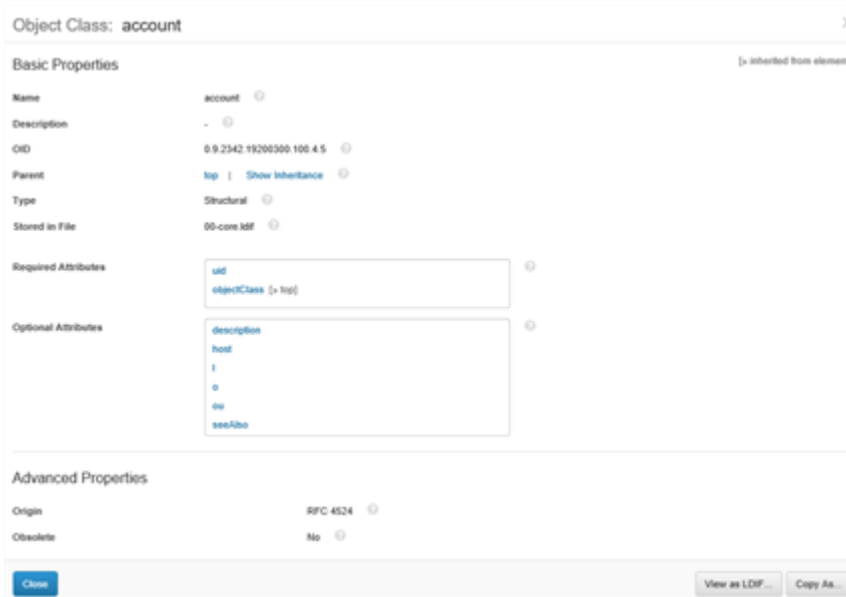 Object Class: account
Basic Properties
[» inherited from elemen
Name account
Description -
OID 0.9.2342.19200300.100.4.5
Parent top | Show Inheritance
Type Structural
Stored in File 00-core.ldif
Required Attributes uid
objectClass [» top]
Optional Attributes description
host
l
o
ou
seeAlso
Advanced Properties
Origin RFC 4524
Obsolete No
Close View as LDIF... Copy As...